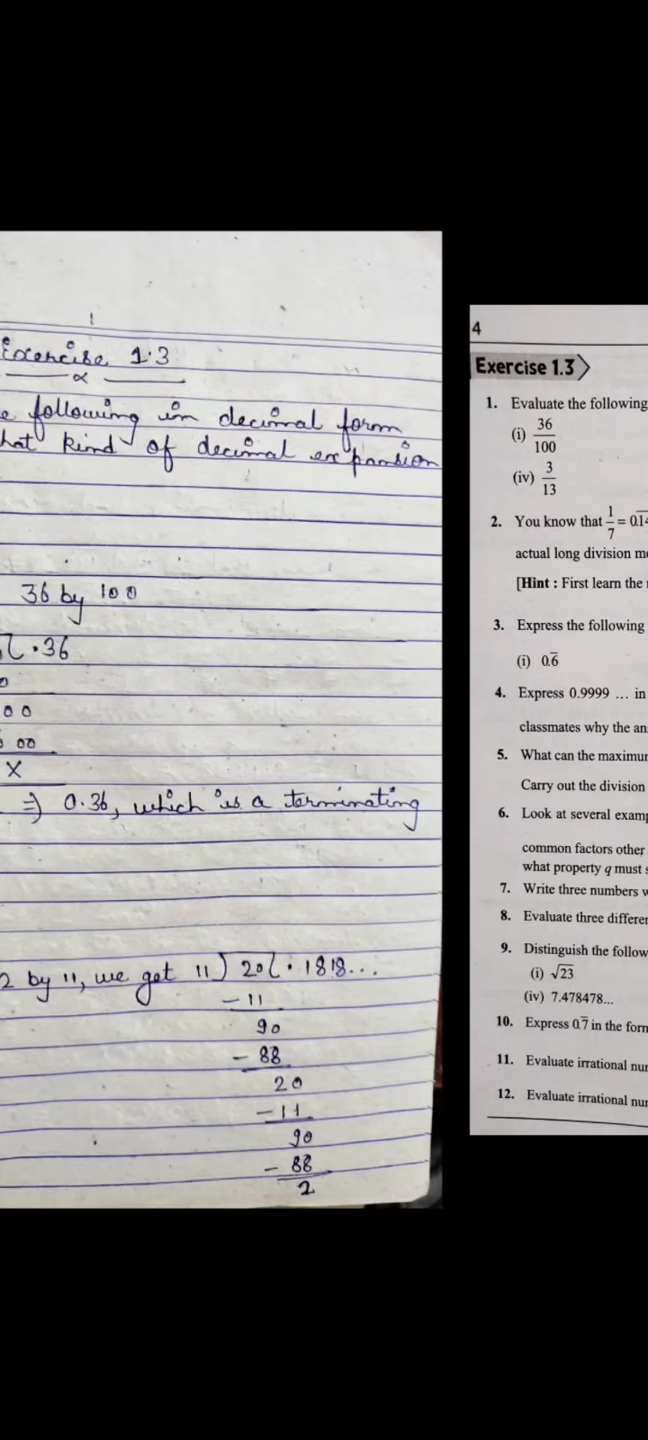 Exercise 1.3
∝
e following in decimal form
hat kind of decimal expansion
36 by 100
.36
0
00
00
X
⇒ 0.36, which is a terminating
2 by 11, we get 11) 20( .1818...
-11
90
- 88
20
-11
90
- 88
2
4
Exercise 1.3
1. Evaluate the following
(i) 36/100
(iv) 3/13
2. You know that 1/7 = 0.1̅4̅
actual long division me
[Hint : First learn the
3. Express the following
(i) 0.6̅
4. Express 0.9999 ... in
classmates why the an
5. What can the maximum
Carry out the division
6. Look at several examp
common factors other
what property q must s
7. Write three numbers w
8. Evaluate three differen
9. Distinguish the follow
(i) √23
(iv) 7.478478...
10. Express 0.7̅ in the form
11. Evaluate irrational nu
12. Evaluate irrational nu